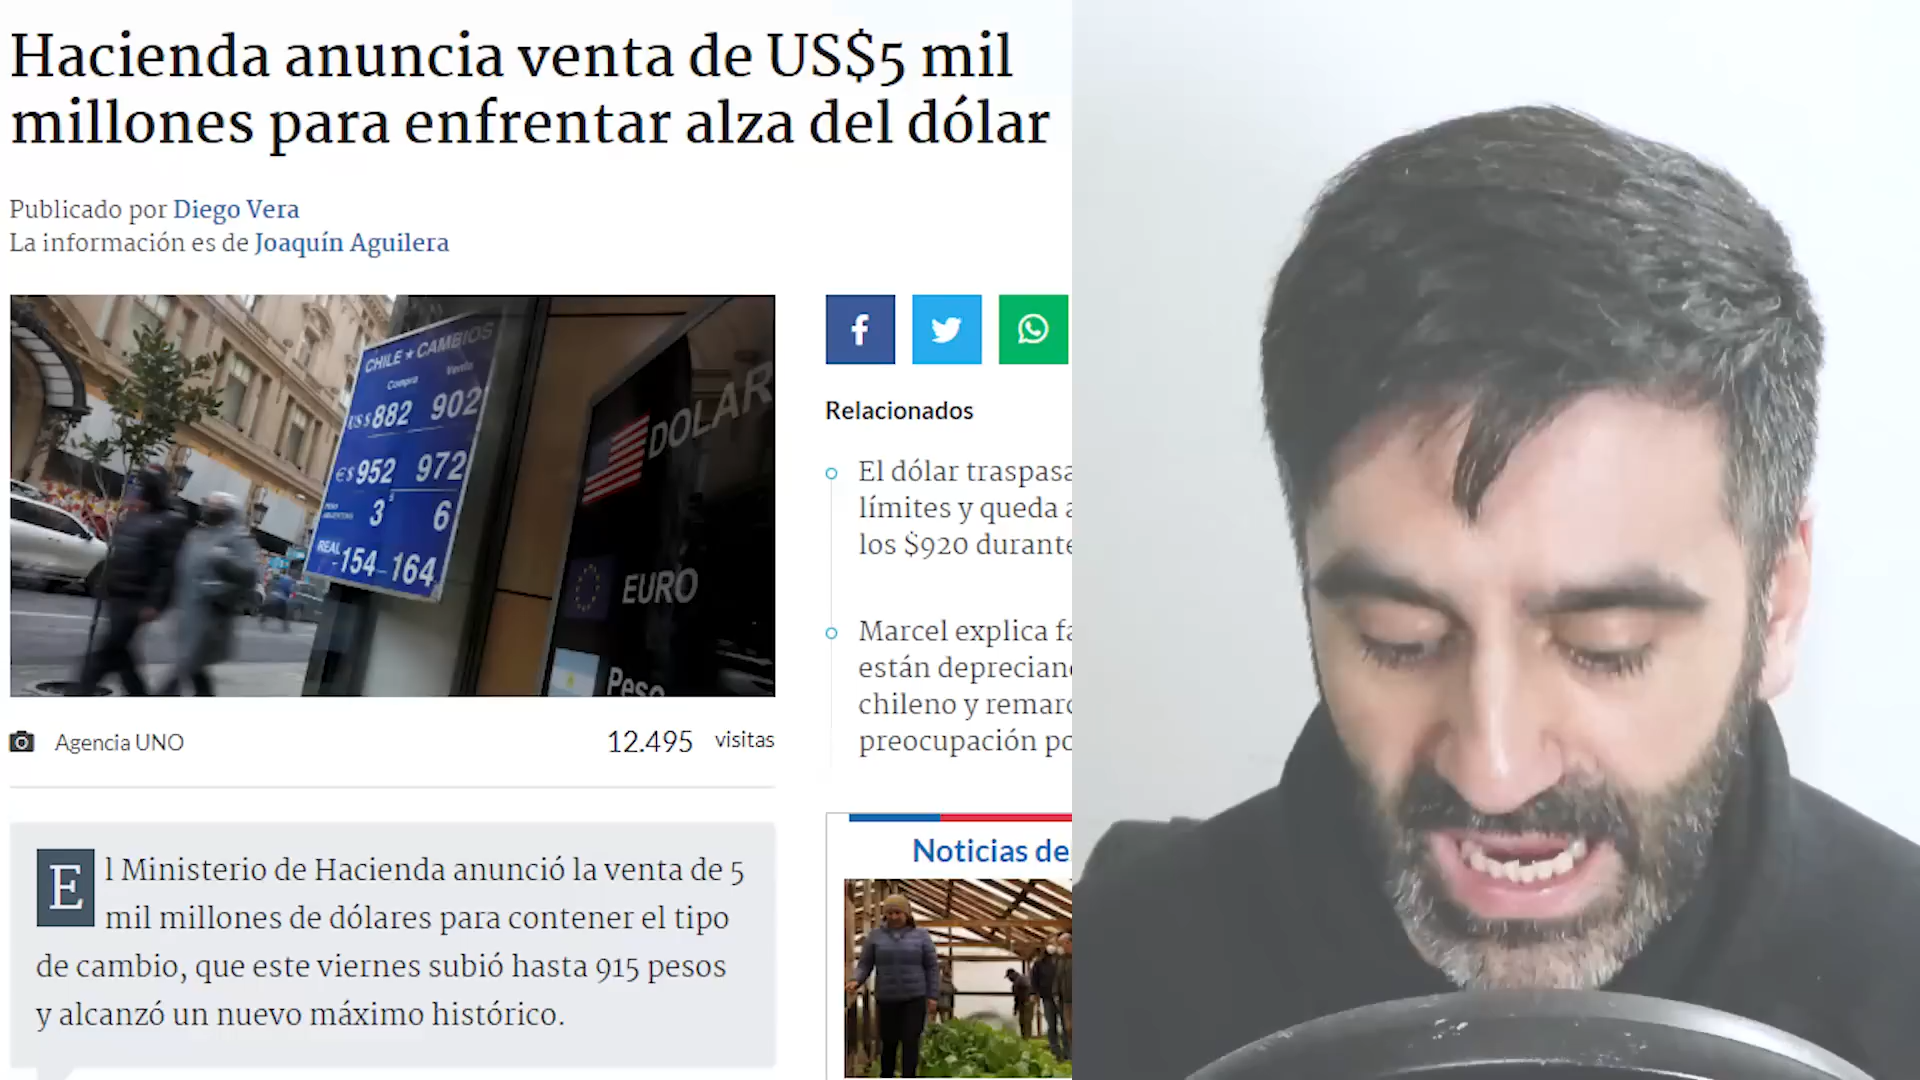 Hacienda anuncia venta de US$5 mil
millones para enfrentar alza del dólar
Publicado por Diego Vera
La información es de Joaquín Aguilera
CHILE ★ CAMBIOS
Compra Venta
US$ 882 902
€$ 952 972
3 6
REAL 154 164
DOLAR
EURO
Peso
Agencia UNO
12.495 visitas
Relacionados
El dólar traspasa
límites y queda a
los $920 durante
Marcel explica fa
están deprecian
chileno y remarc
preocupación po
Noticias de
El Ministerio de Hacienda anunció la venta de 5
mil millones de dólares para contener el tipo
de cambio, que este viernes subió hasta 915 pesos
y alcanzó un nuevo máximo histórico.